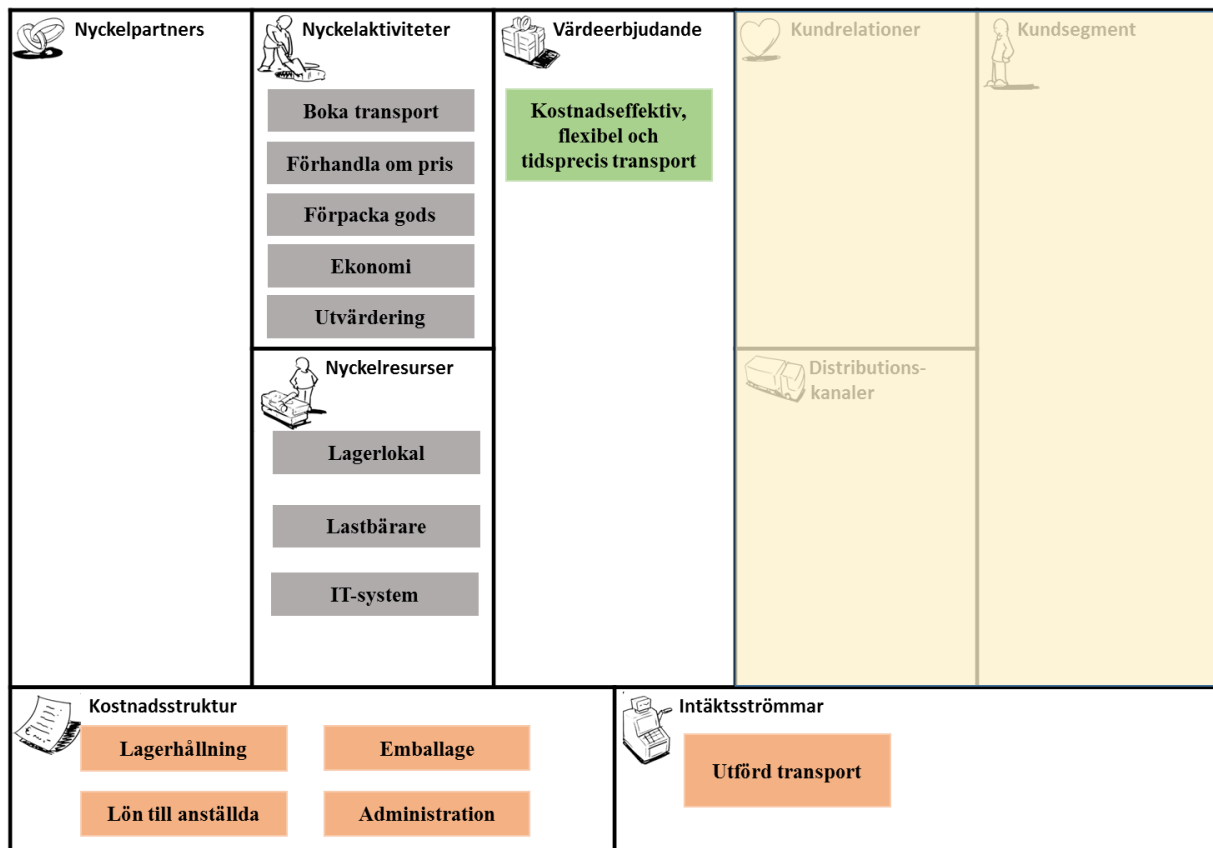 Nyckelpartners
Nyckelaktiviteter
Boka transport
Förhandla om pris
Förpacka gods
Ekonomi
Utvärdering
Nyckelresurser
Lagerlokal
Lastbärare
IT-system
Värdeerbjudande
Kostnadseffektiv,
flexibel och
tidsprecis transport
Kundrelationer
Distributions-
kanaler
Kundsegment
Kostnadsstruktur
Lagerhållning
Emballage
Lön till anställda
Administration
Intäktsströmmar
Utförd transport